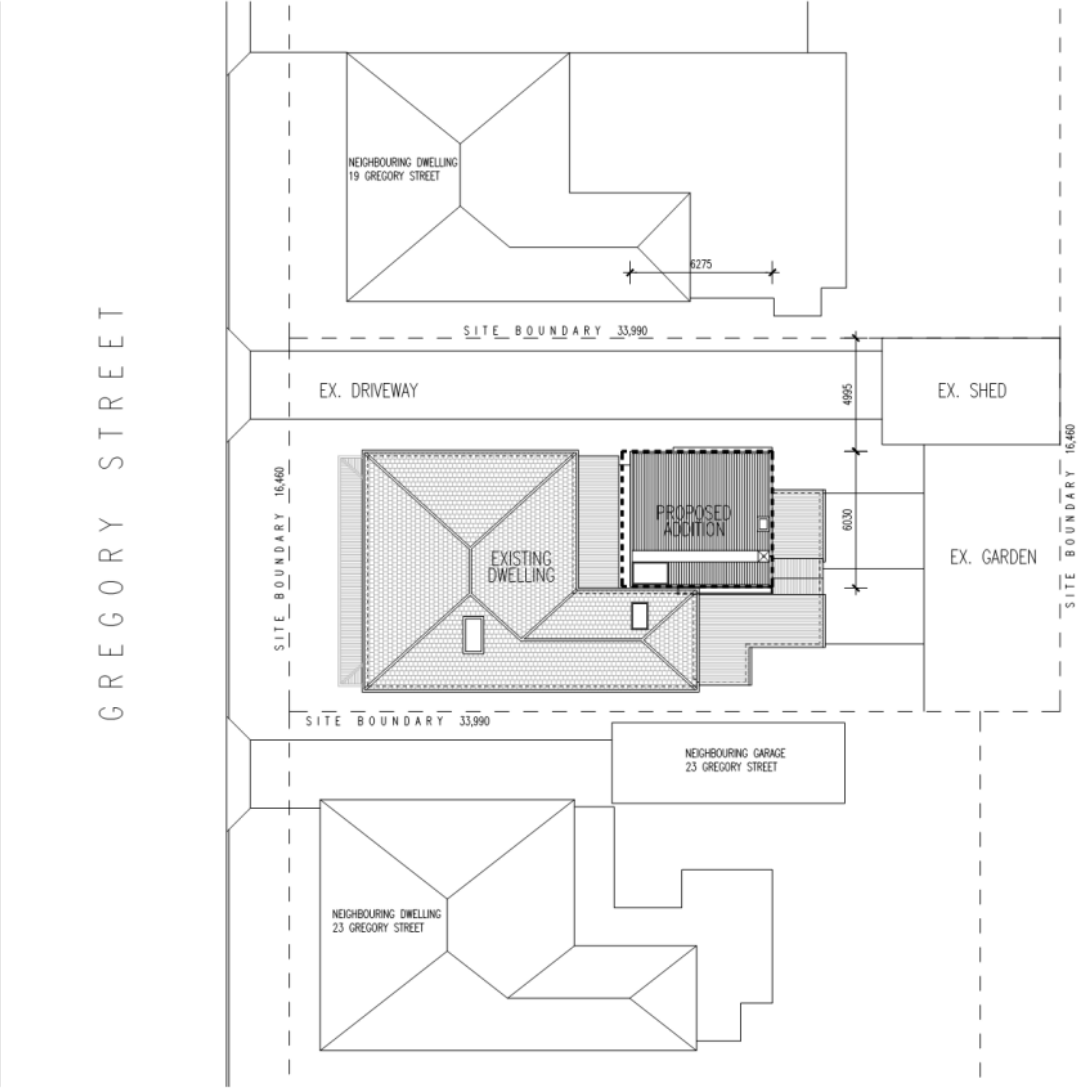 NEIGHBOURING DWELLING
19 GREGORY STREET
6275
SITE BOUNDARY 33,990
GREGORY STREET
EX. DRIVEWAY
4995
EX. SHED
SITE BOUNDARY 16,460
SITE BOUNDARY 16,460
PROPOSED
ADDITION
6030
EXISTING
DWELLING
EX. GARDEN
SITE BOUNDARY 33,990
NEIGHBOURING GARAGE
23 GREGORY STREET
NEIGHBOURING DWELLING
23 GREGORY STREET